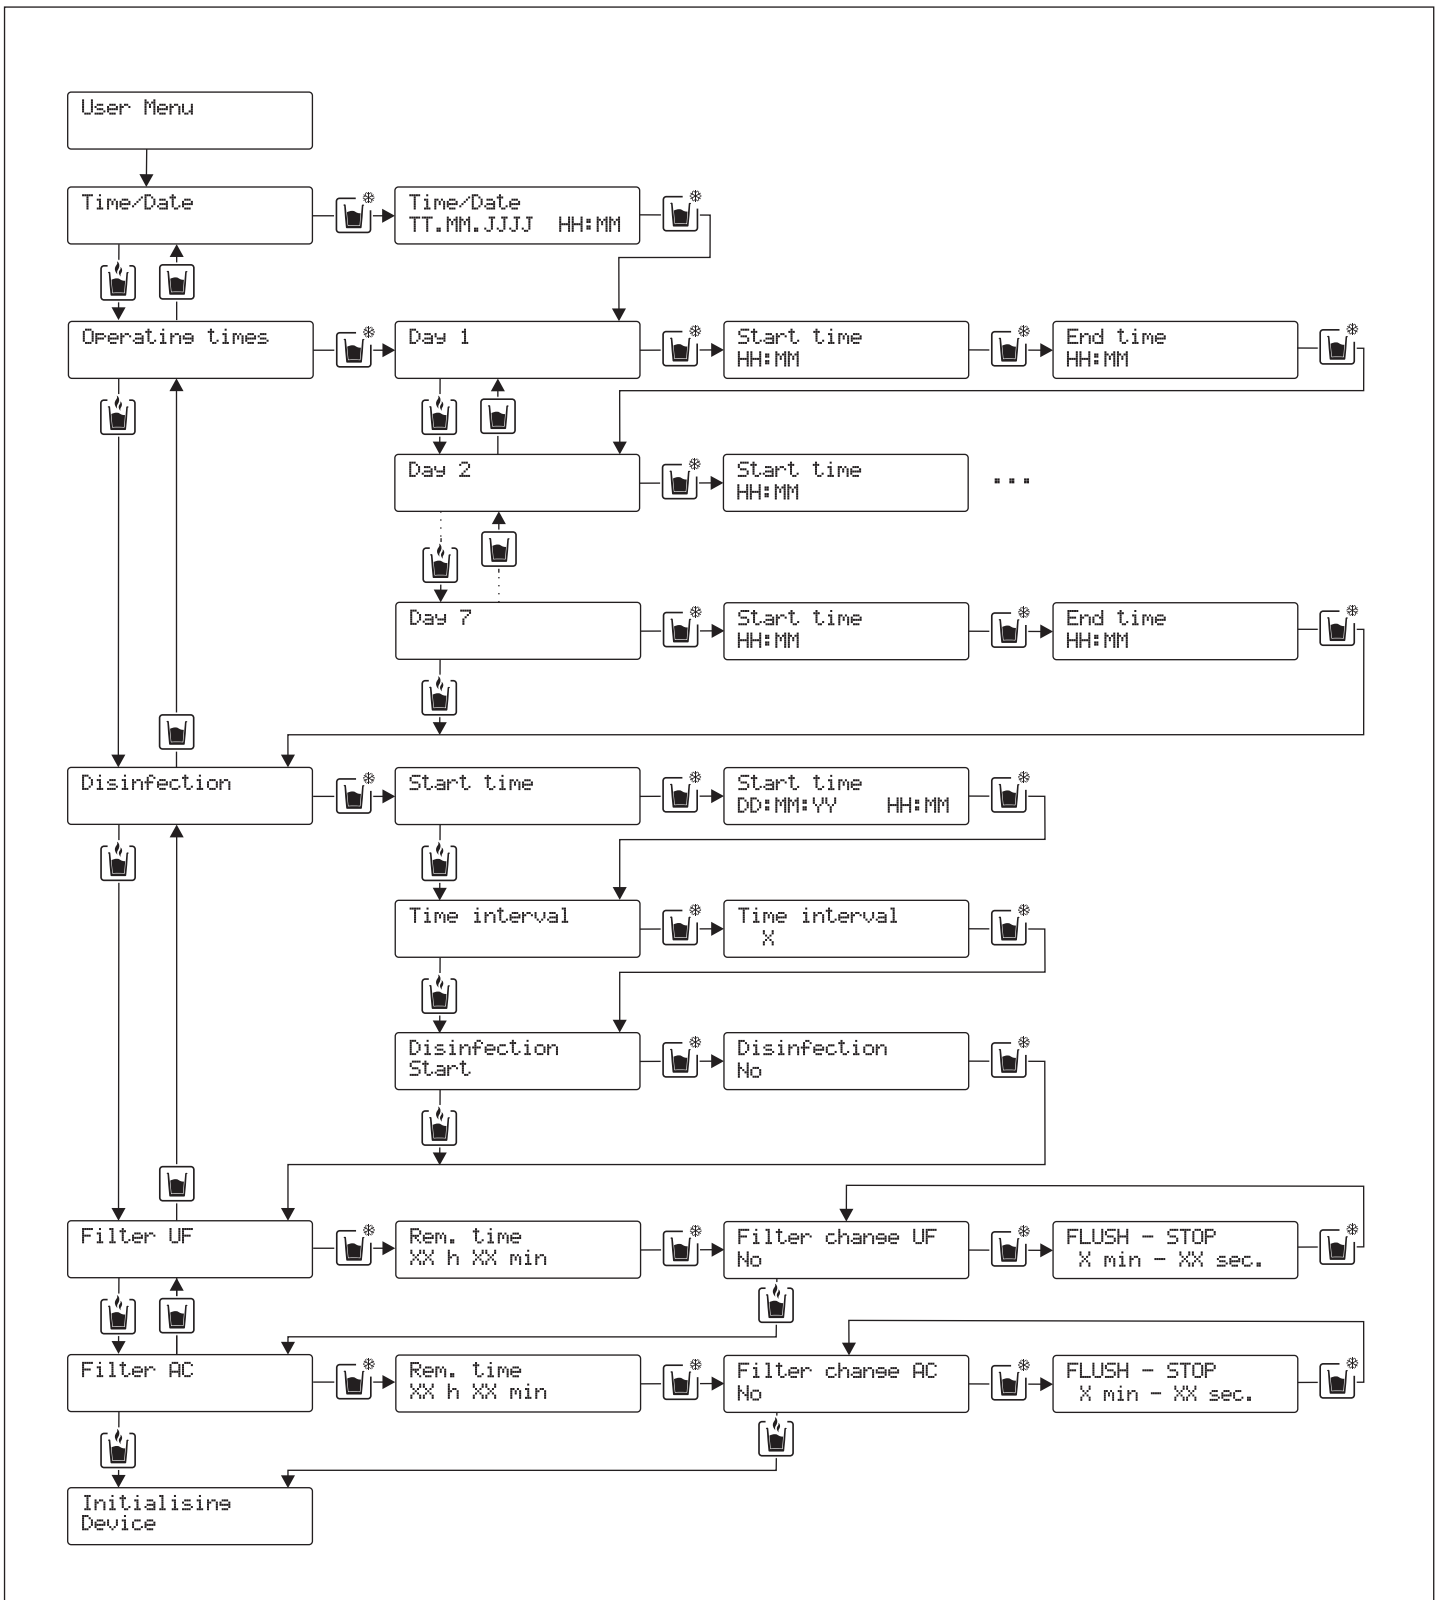 User Menu
Time/Date
Time/Date
TT.MM.JJJJ HH:MM
Operating times
Day 1
Start time
HH:MM
End time
HH:MM
Day 2
Start time
HH:MM
...
Day 7
Start time
HH:MM
End time
HH:MM
Disinfection
Start time
Start time
DD:MM:YY HH:MM
Time interval
Time interval
X
Disinfection
Start
Disinfection
No
Filter UF
Rem. time
XX h XX min
Filter change UF
No
FLUSH - STOP
X min - XX sec.
Filter AC
Rem. time
XX h XX min
Filter change AC
No
FLUSH - STOP
X min - XX sec.
Initialising
Device